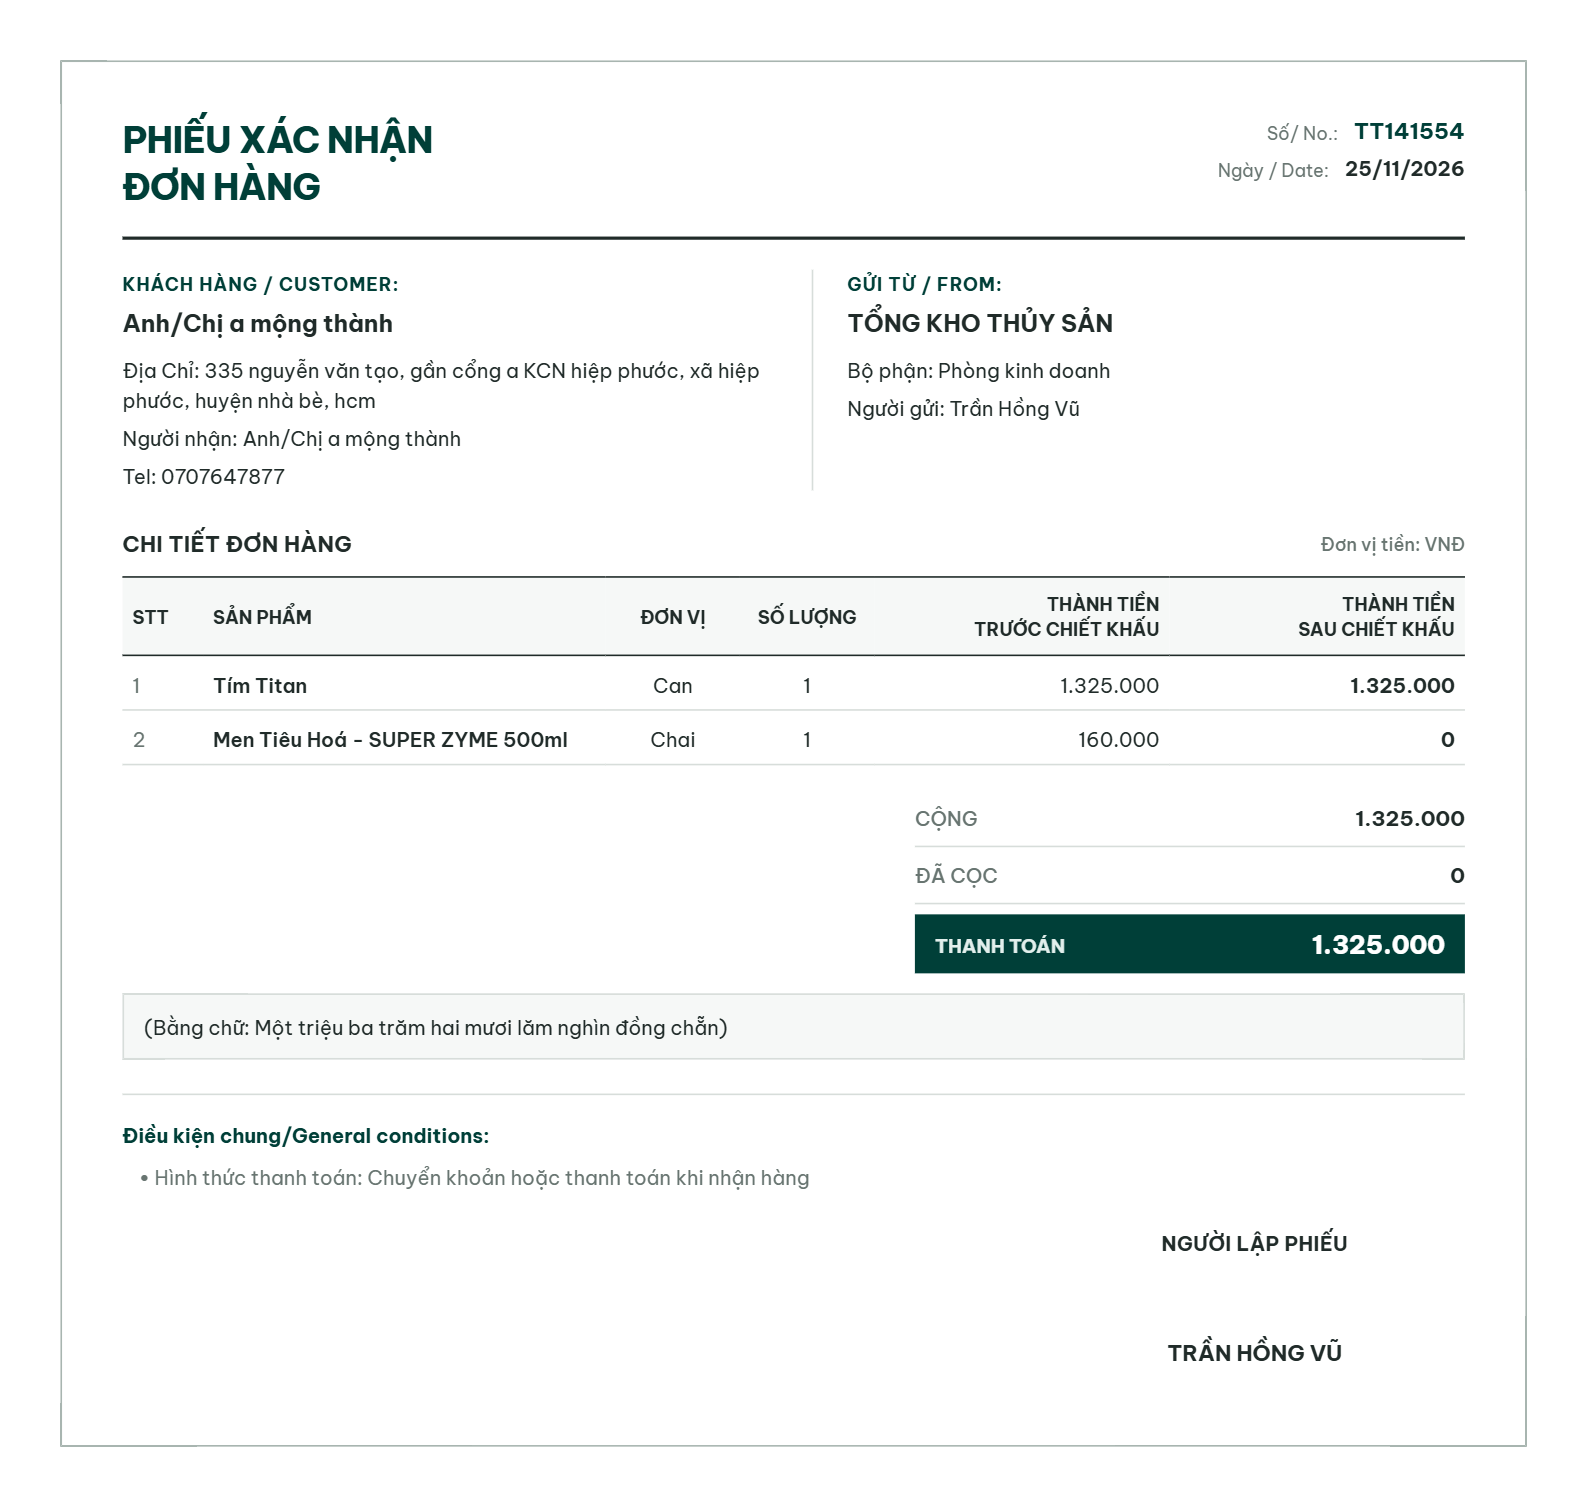 PHIẾU XÁC NHẬN
ĐƠN HÀNG
Số/ No.: TT141554
Ngày / Date: 25/11/2026
KHÁCH HÀNG / CUSTOMER:
Anh/Chị a mộng thành
Địa Chỉ: 335 nguyễn văn tạo, gần cổng a KCN hiệp phước, xã hiệp
phước, huyện nhà bè, hcm
Người nhận: Anh/Chị a mộng thành
Tel: 0707647877
GỬI TỪ / FROM:
TỔNG KHO THỦY SẢN
Bộ phận: Phòng kinh doanh
Người gửi: Trần Hồng Vũ
CHI TIẾT ĐƠN HÀNG
Đơn vị tiền: VNĐ
STT SẢN PHẨM ĐƠN VỊ SỐ LƯỢNG THÀNH TIỀN TRƯỚC CHIẾT KHẤU THÀNH TIỀN SAU CHIẾT KHẤU
1 Tím Titan Can 1 1.325.000 1.325.000
2 Men Tiêu Hoá - SUPER ZYME 500ml Chai 1 160.000 0
CỘNG 1.325.000
ĐÃ CỌC 0
THANH TOÁN 1.325.000
(Bằng chữ: Một triệu ba trăm hai mươi lăm nghìn đồng chẵn)
Điều kiện chung/General conditions:
• Hình thức thanh toán: Chuyển khoản hoặc thanh toán khi nhận hàng
NGƯỜI LẬP PHIẾU
TRẦN HỒNG VŨ